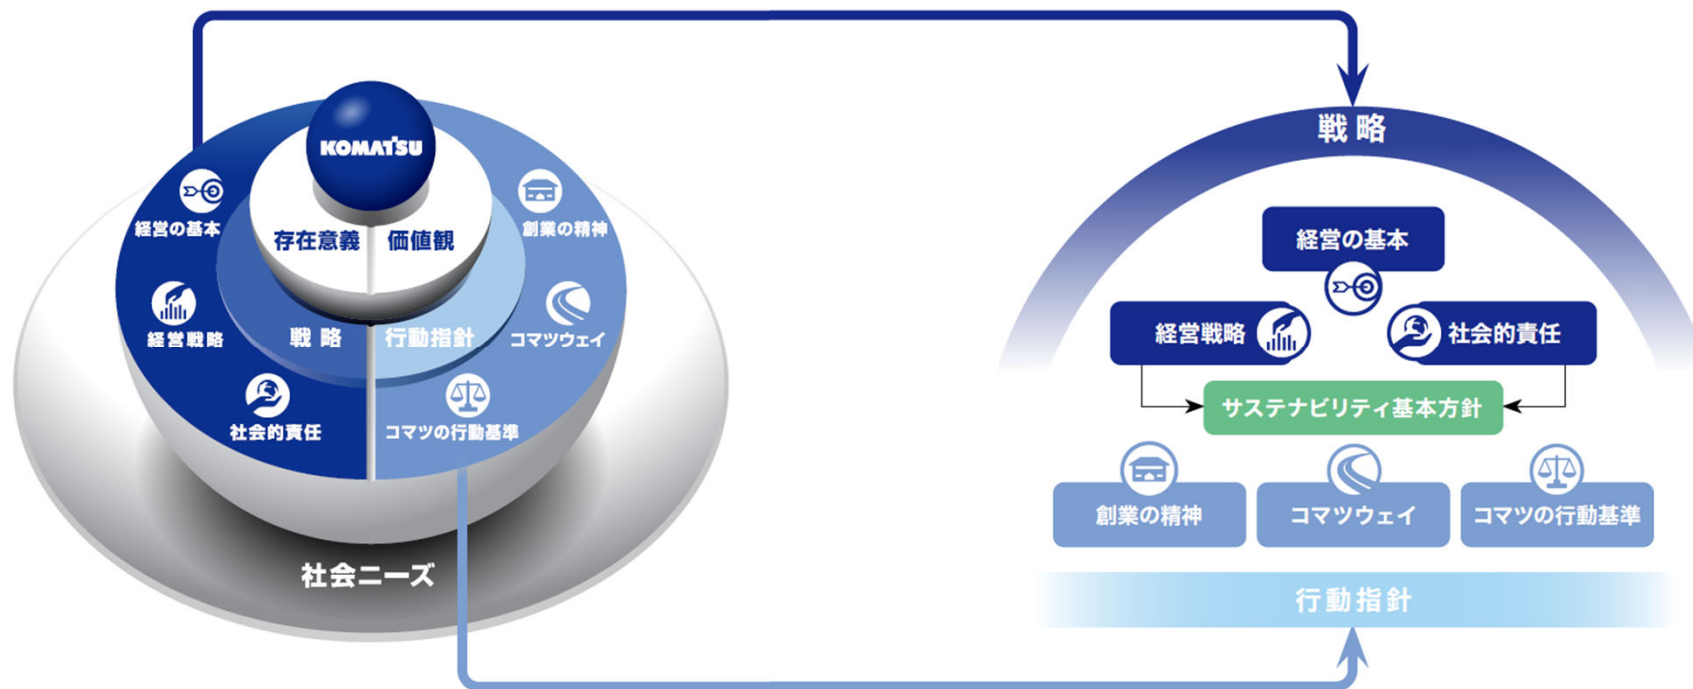 KOMATSU
存在意義
価値観
経営の基本
創業の精神
経営戦略
戦略
行動指針
コマツウェイ
社会的責任
コマツの行動基準
社会ニーズ
戦略
経営の基本
経営戦略
社会的責任
サステナビリティ基本方針
創業の精神
コマツウェイ
コマツの行動基準
行動指針